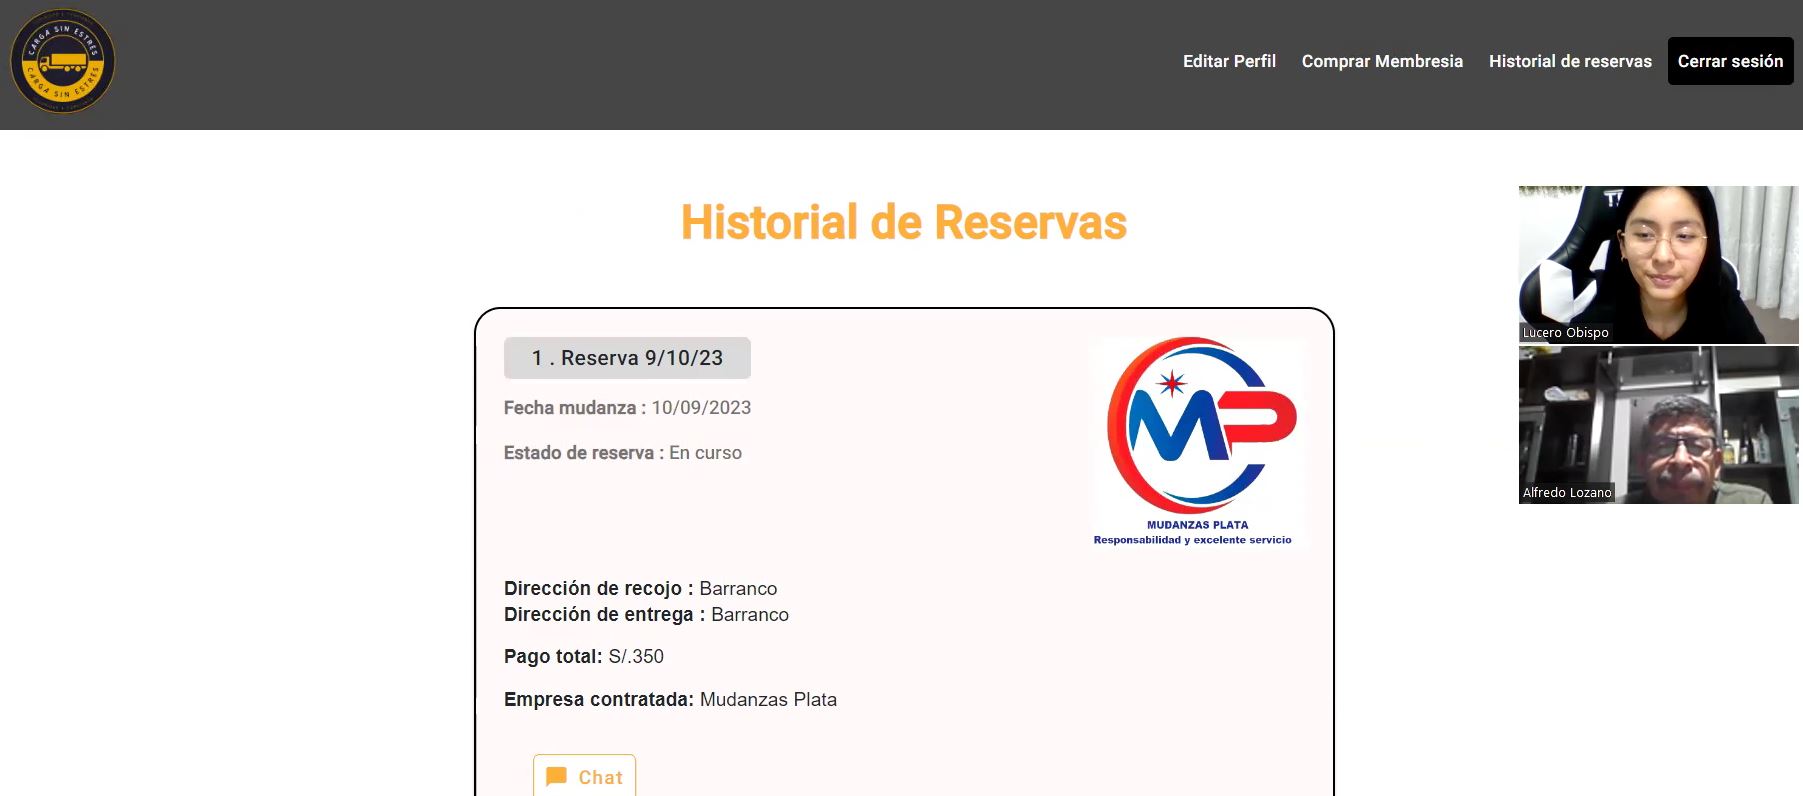 CARGA SIN ESTRES
CARGA SIN ESTRES
Editar Perfil
Comprar Membresia
Historial de reservas
Cerrar sesión
Historial de Reservas
1 . Reserva 9/10/23
Fecha mudanza : 10/09/2023
Estado de reserva : En curso
MP
MUDANZAS PLATA
Responsabilidad y excelente servicio
Dirección de recojo : Barranco
Dirección de entrega : Barranco
Pago total: S/.350
Empresa contratada: Mudanzas Plata
Chat
Lucero Obispo
Alfredo Lozano